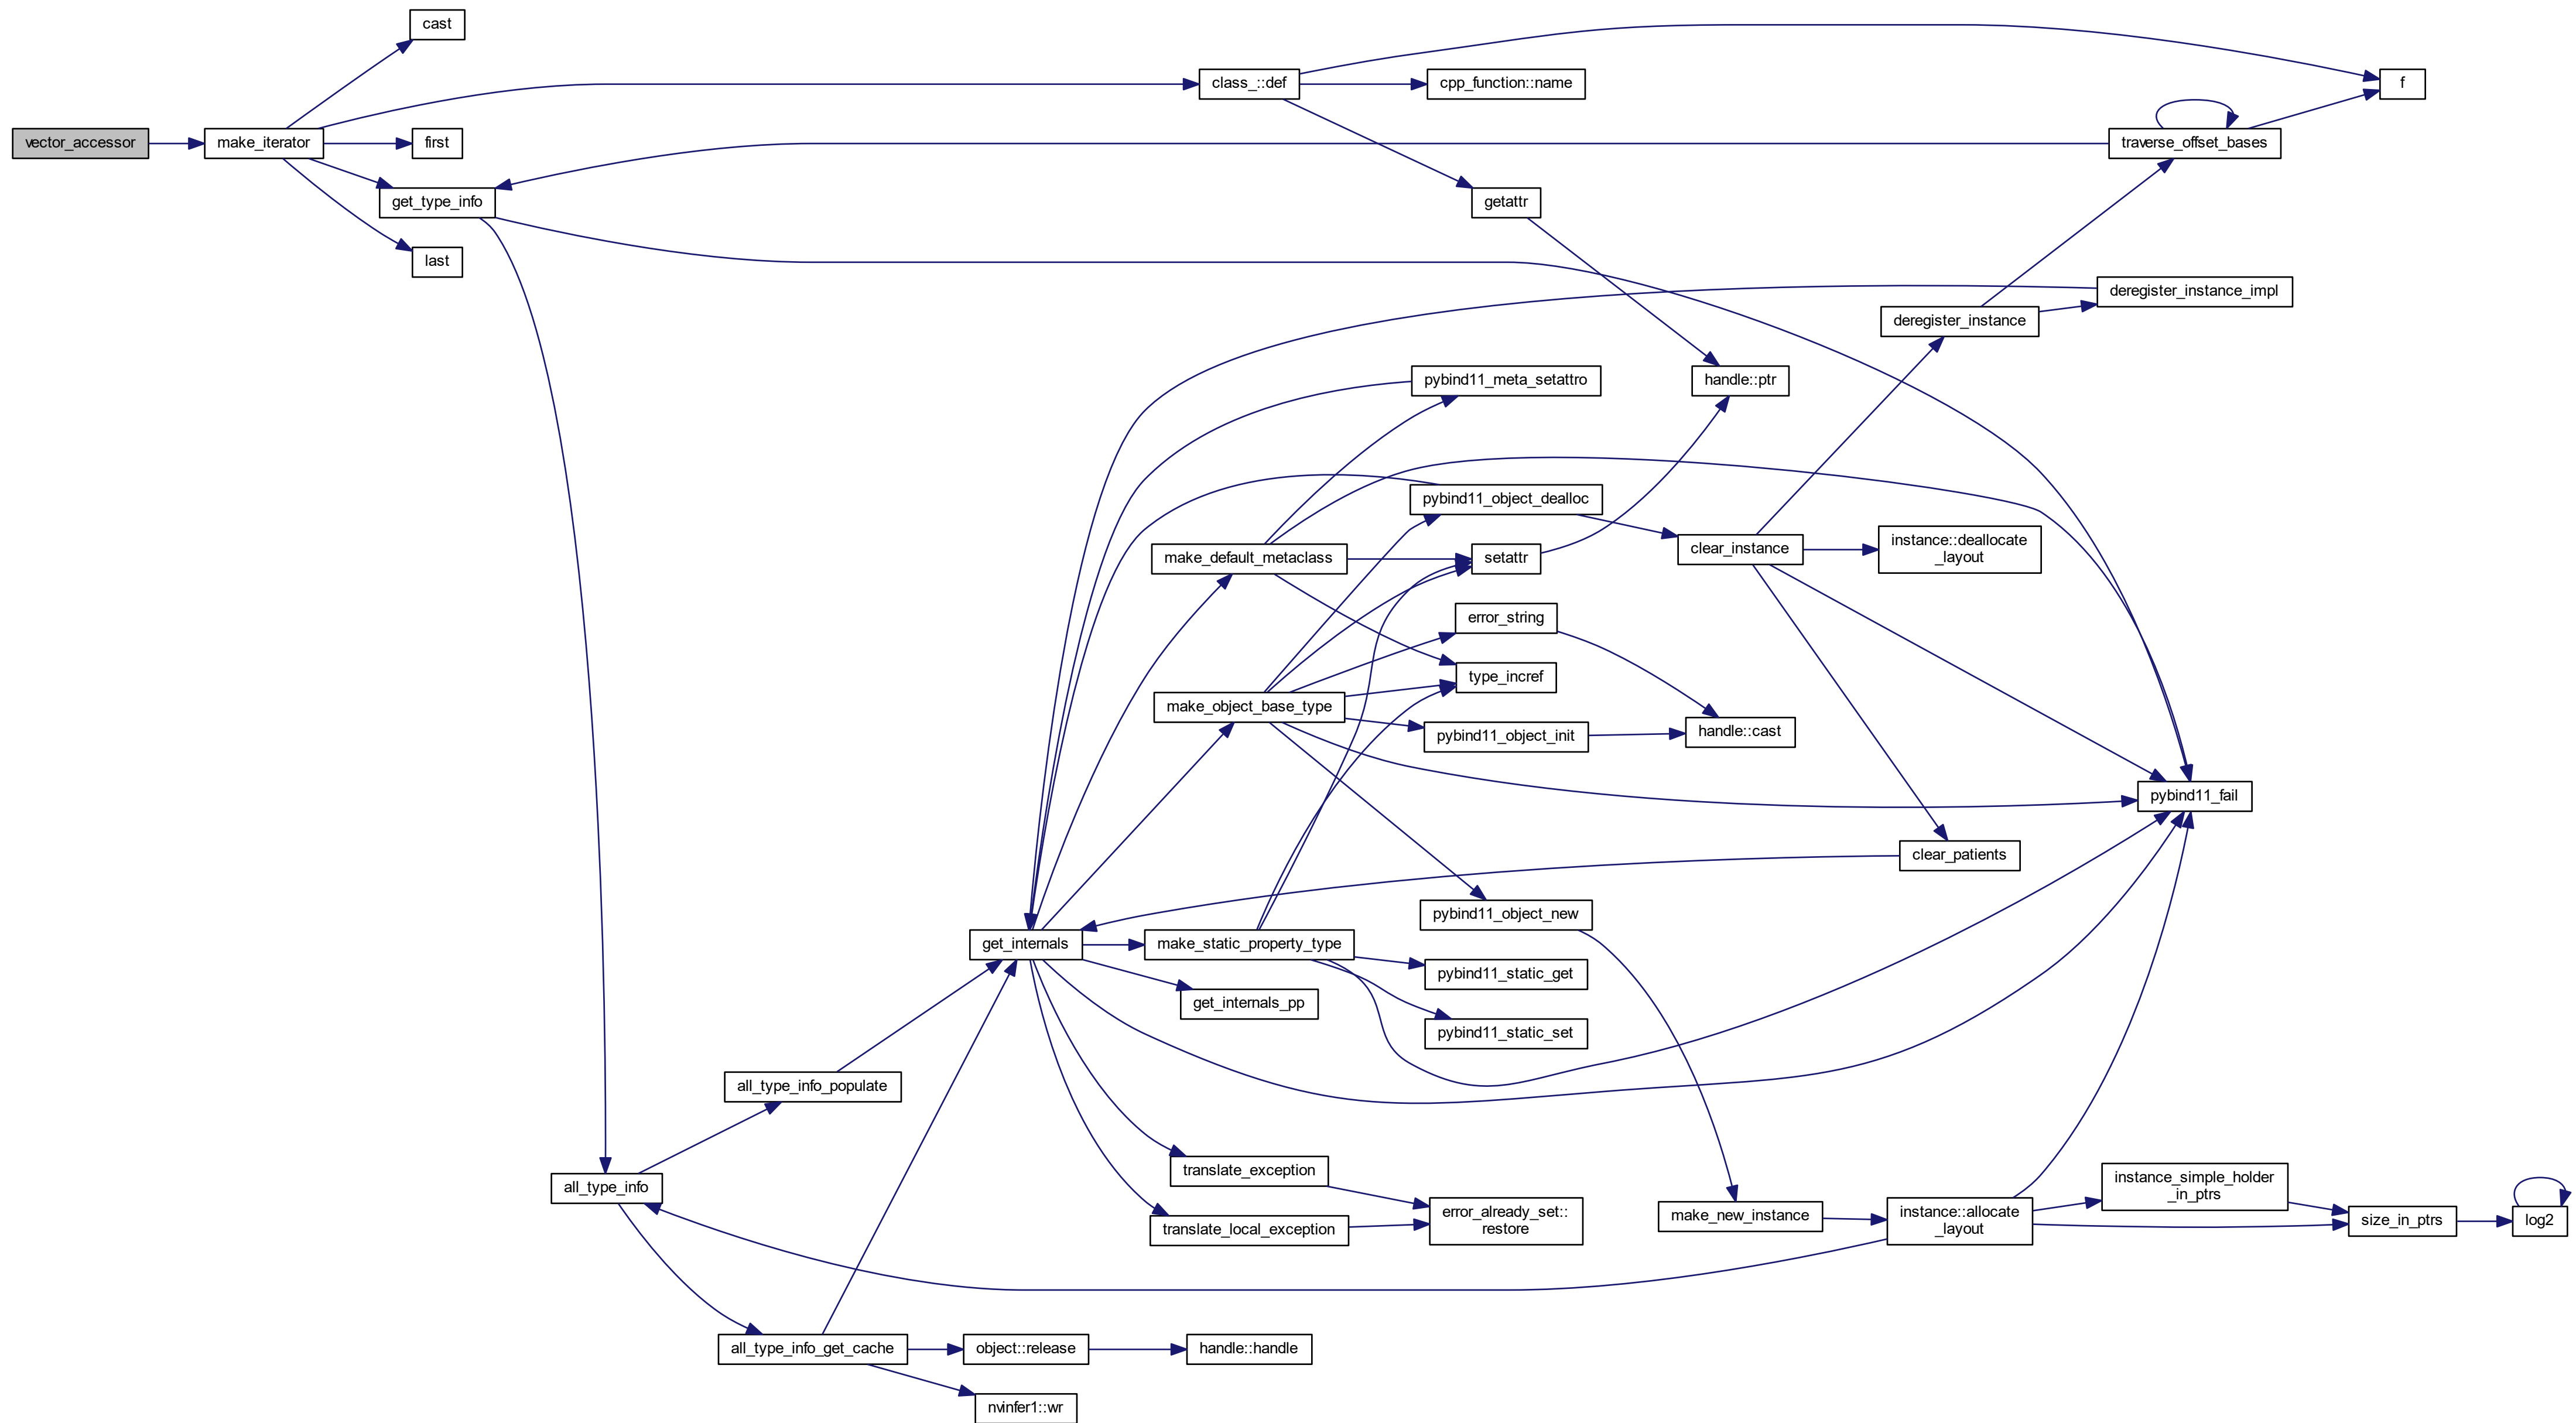 cast
class_::def
cpp_function::name
f
vector_accessor
make_iterator
first
traverse_offset_bases
get_type_info
getattr
last
deregister_instance_impl
deregister_instance
pybind11_meta_setattro
handle::ptr
pybind11_object_dealloc
make_default_metaclass
setattr
clear_instance
instance::deallocate
_layout
error_string
type_incref
make_object_base_type
pybind11_object_init
handle::cast
pybind11_fail
clear_patients
pybind11_object_new
get_internals
make_static_property_type
pybind11_static_get
get_internals_pp
pybind11_static_set
all_type_info_populate
translate_exception
all_type_info
instance_simple_holder
_in_ptrs
translate_local_exception
error_already_set::
restore
make_new_instance
instance::allocate
_layout
size_in_ptrs
log2
all_type_info_get_cache
object::release
handle::handle
nvinfer1::wr